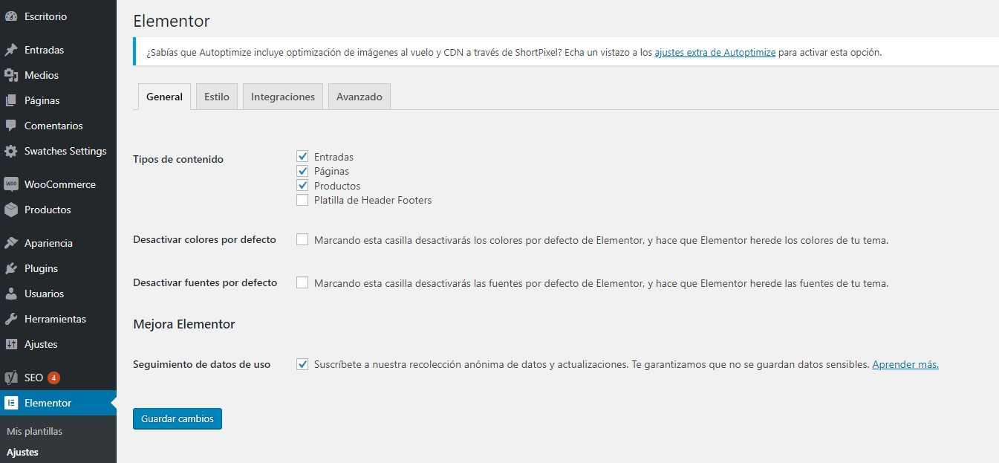 Escritorio
Entradas
Medios
Páginas
Comentarios
Swatches Settings
WooCommerce
Productos
Apariencia
Plugins
Usuarios
Herramientas
Ajustes
SEO 4
Elementor
Mis plantillas
Ajustes
Elementor
¿Sabías que Autoptimize incluye optimización de imágenes al vuelo y CDN a través de ShortPixel? Echa un vistazo a los ajustes extra de Autoptimize para activar esta opción.
General Estilo Integraciones Avanzado
Tipos de contenido
Entradas
Páginas
Productos
Platilla de Header Footers
Desactivar colores por defecto Marcando esta casilla desactivarás los colores por defecto de Elementor, y hace que Elementor herede los colores de tu tema.
Desactivar fuentes por defecto Marcando esta casilla desactivarás las fuentes por defecto de Elementor, y hace que Elementor herede las fuentes de tu tema.
Mejora Elementor
Seguimiento de datos de uso Suscríbete a nuestra recolección anónima de datos y actualizaciones. Te garantizamos que no se guardan datos sensibles. Aprender más.
Guardar cambios